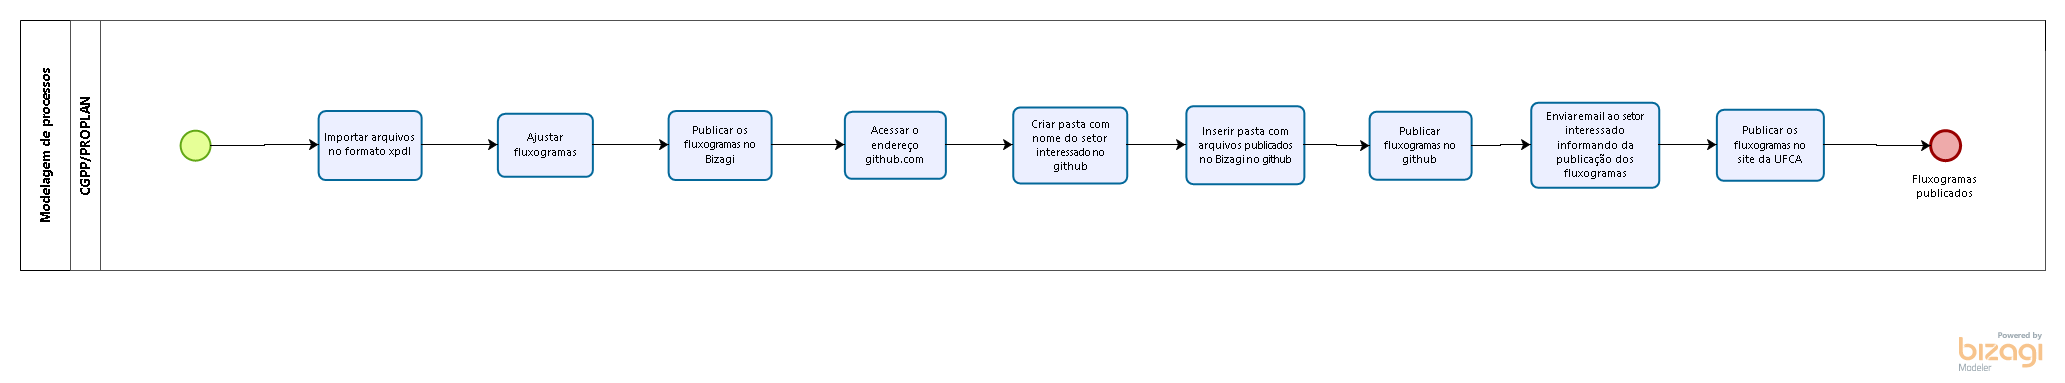 Modelagem de processos
CGPP/PROPLAN
Importar arquivos
no formato xpdl
Ajustar
fluxogramas
Publicar os
fluxogramas no
Bizagi
Acessar o
endereço
github.com
Criar pasta com
nome do setor
interessado no
github
Inserir pasta com
arquivos publicados
no Bizagi no github
Publicar
fluxogramas no
github
Enviar email ao setor
interessado
informando da
publicação dos
fluxogramas
Publicar os
fluxogramas no
site da UFCA
Fluxogramas
publicados
Powered by
bizagi
Modeler